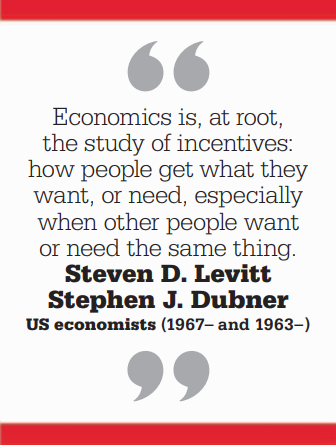 “
Economics is, at root,
the study of incentives:
how people get what they
want, or need, especially
when other people want
or need the same thing.
Steven D. Levitt
Stephen J. Dubner
US economists (1967– and 1963–)
”